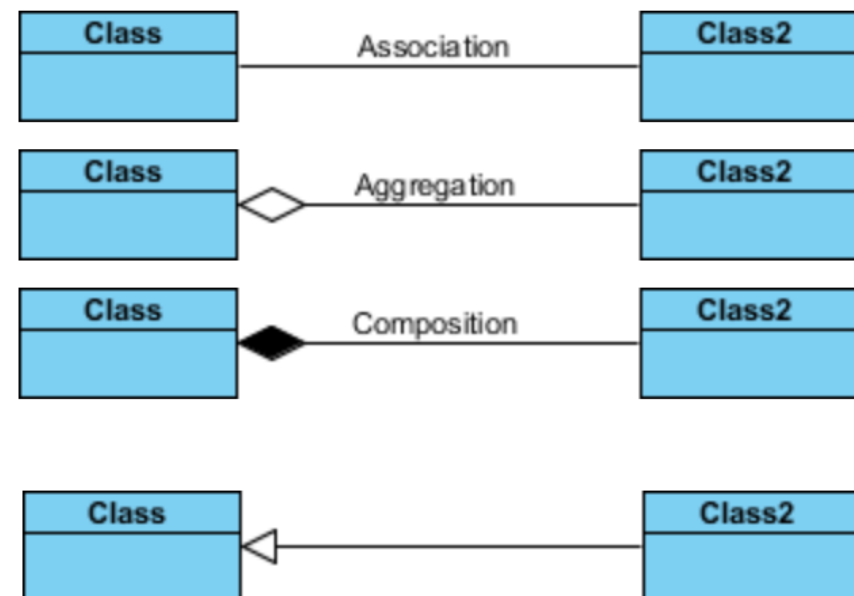 Class Association Class2
Class Aggregation Class2
Class Composition Class2
Class Class2